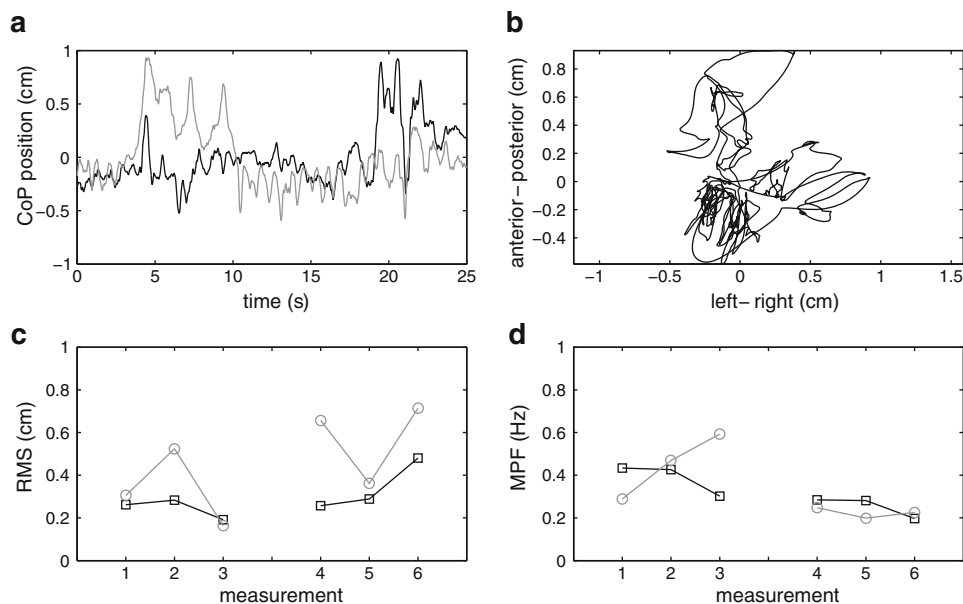 a
CoP position (cm)
1
0.5
0
−0.5
−1
0 5 10 15 20 25
time (s)
b
anterior−posterior (cm)
0.8
0.6
0.4
0.2
0
−0.2
−0.4
−1 −0.5 0 0.5 1 1.5
left−right (cm)
c
RMS (cm)
1
0.8
0.6
0.4
0.2
0
1 2 3 4 5 6
measurement
d
MPF (Hz)
1
0.8
0.6
0.4
0.2
0
1 2 3 4 5 6
measurement